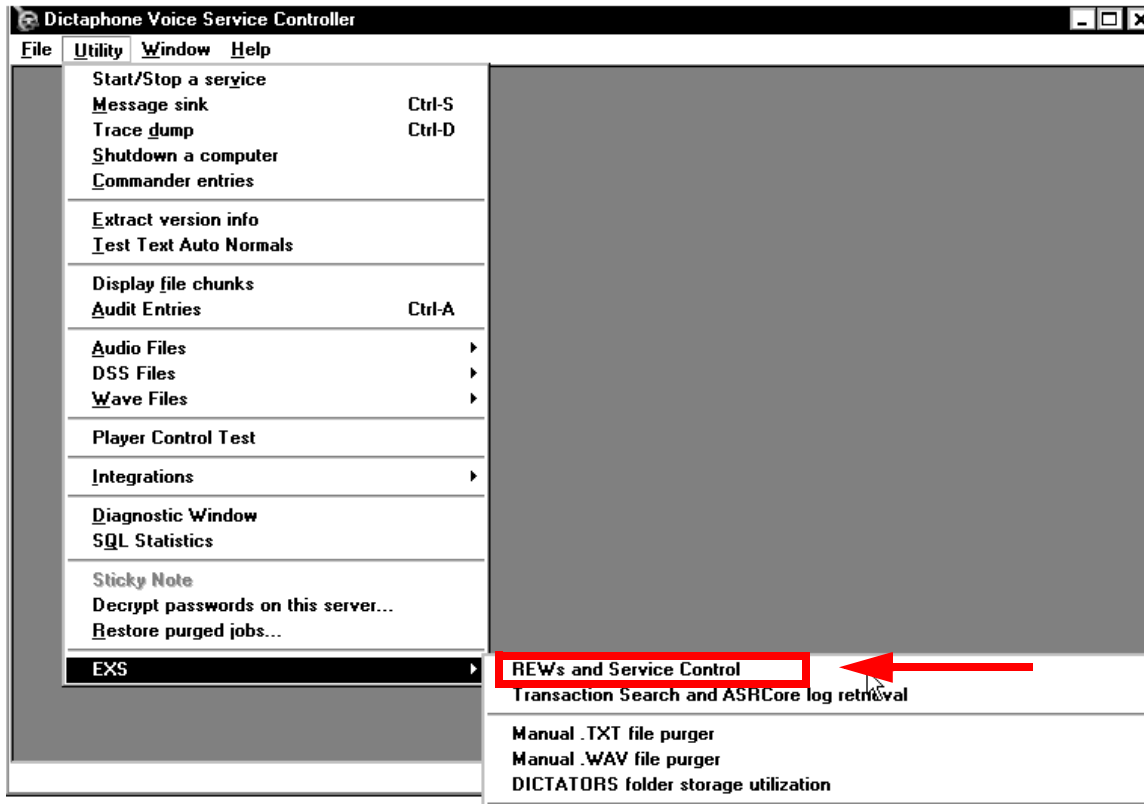 Dictaphone Voice Service Controller
File Utility Window Help
Start/Stop a service
Message sink Ctrl-S
Trace dump Ctrl-D
Shutdown a computer
Commander entries
Extract version info
Test Text Auto Normals
Display file chunks
Audit Entries Ctrl-A
Audio Files
DSS Files
Wave Files
Player Control Test
Integrations
Diagnostic Window
SQL Statistics
Sticky Note
Decrypt passwords on this server...
Restore purged jobs...
EXS
REWs and Service Control
Transaction Search and ASRCore log retrieval
Manual .TXT file purger
Manual .WAV file purger
DICTATORS folder storage utilization